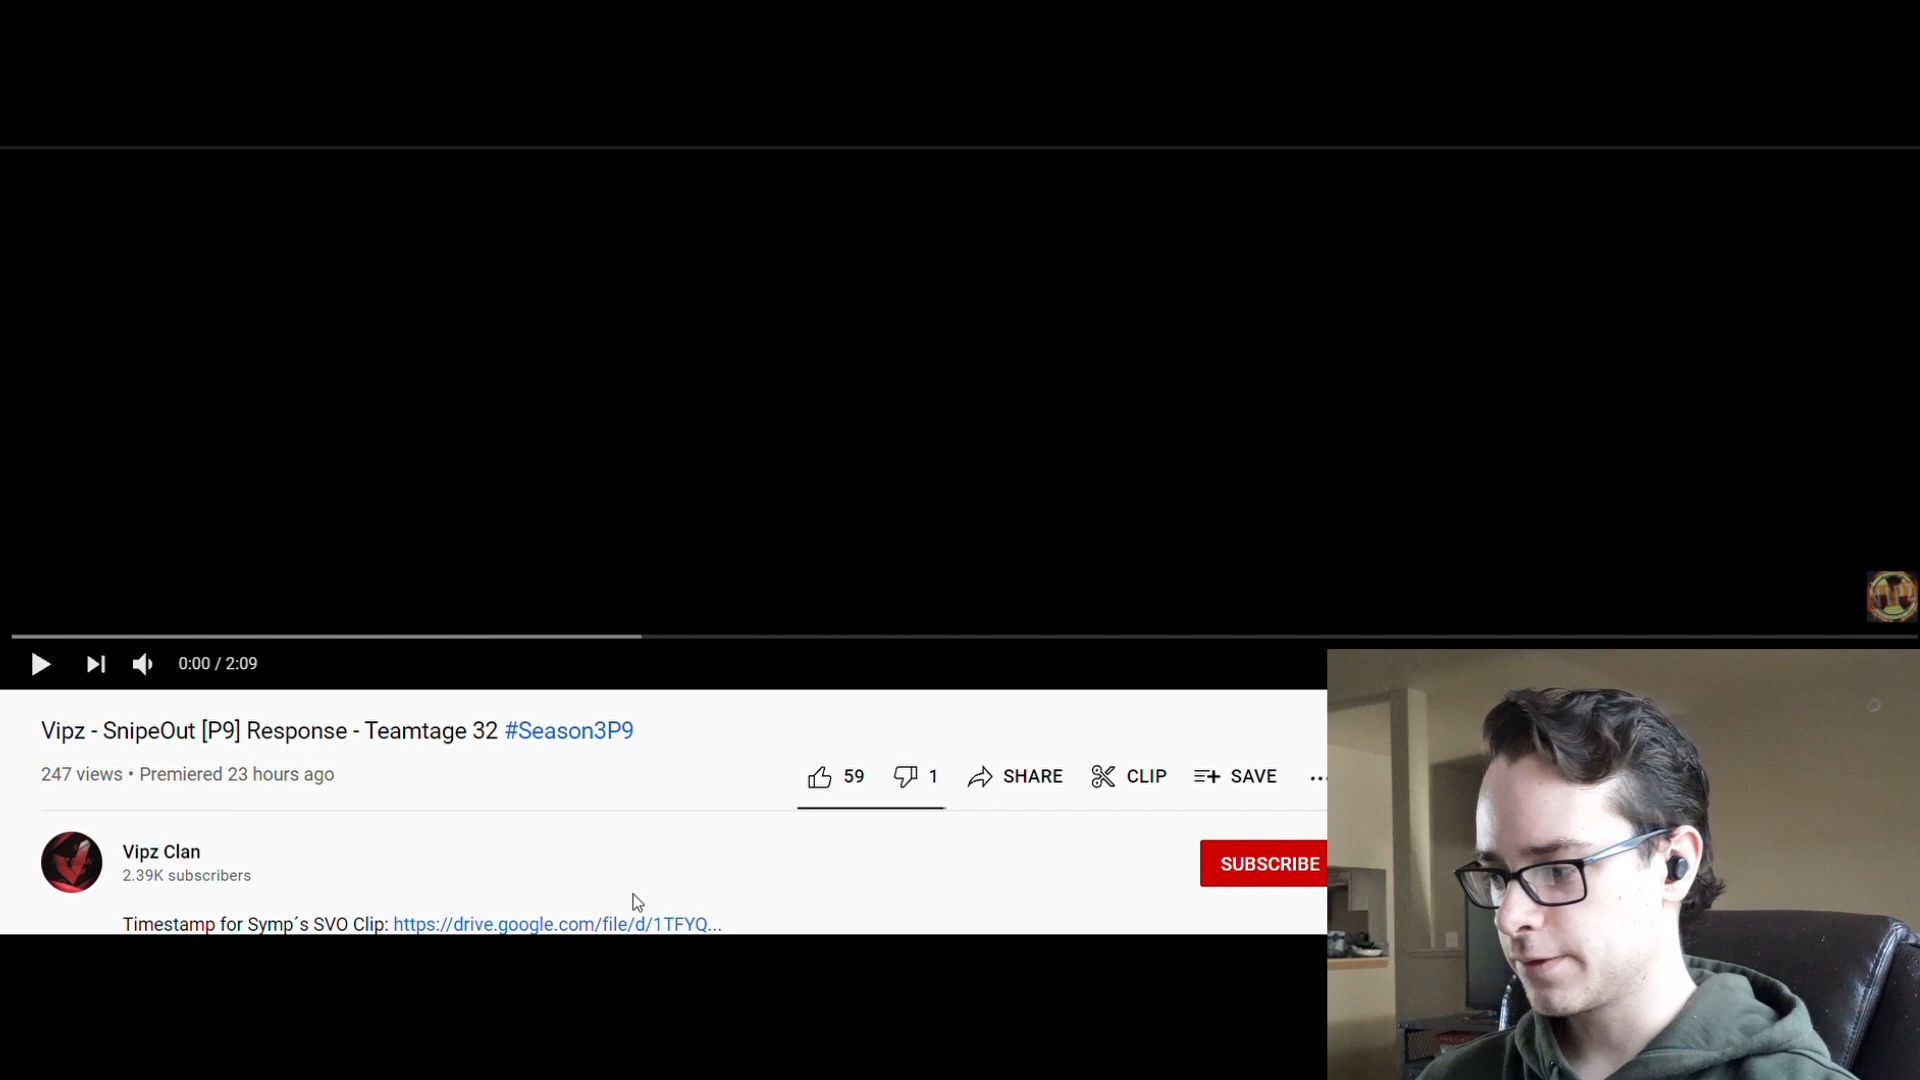 0:00 / 2:09
Vipz - SnipeOut [P9] Response - Teamtage 32 #Season3P9
247 views • Premiered 23 hours ago
59
1
SHARE
CLIP
SAVE
...
Vipz Clan
2.39K subscribers
SUBSCRIBE
Timestamp for Symp´s SVO Clip: https://drive.google.com/file/d/1TFYQ...